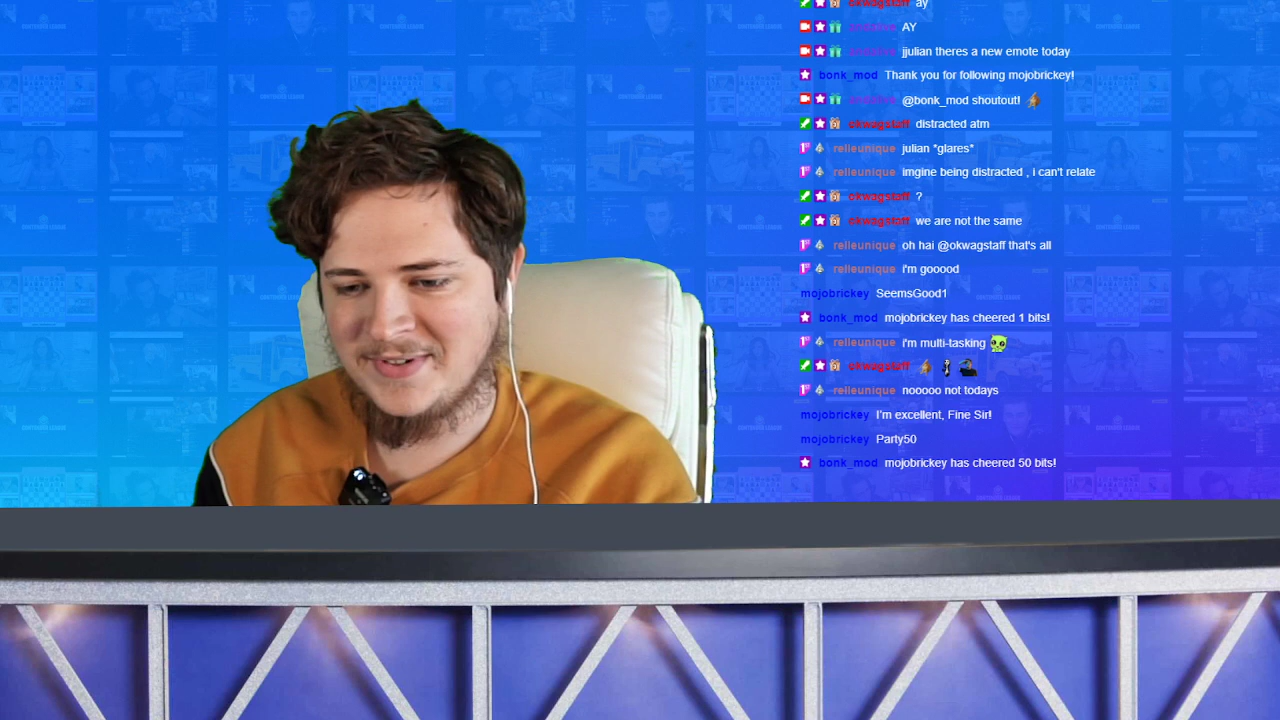 okwagstaff ay
AY
jjulian theres a new emote today
bonk_mod Thank you for following mojobrickey!
@bonk_mod shoutout!
okwagstaff distracted atm
relleunique julian *glares*
relleunique imgine being distracted , i can't relate
okwagstaff ?
okwagstaff we are not the same
relleunique oh hai @okwagstaff that's all
relleunique i'm gooood
mojobrickey SeemsGood1
bonk_mod mojobrickey has cheered 1 bits!
relleunique i'm multi-tasking
okwagstaff
relleunique nooooo not todays
mojobrickey I'm excellent, Fine Sir!
mojobrickey Party50
bonk_mod mojobrickey has cheered 50 bits!